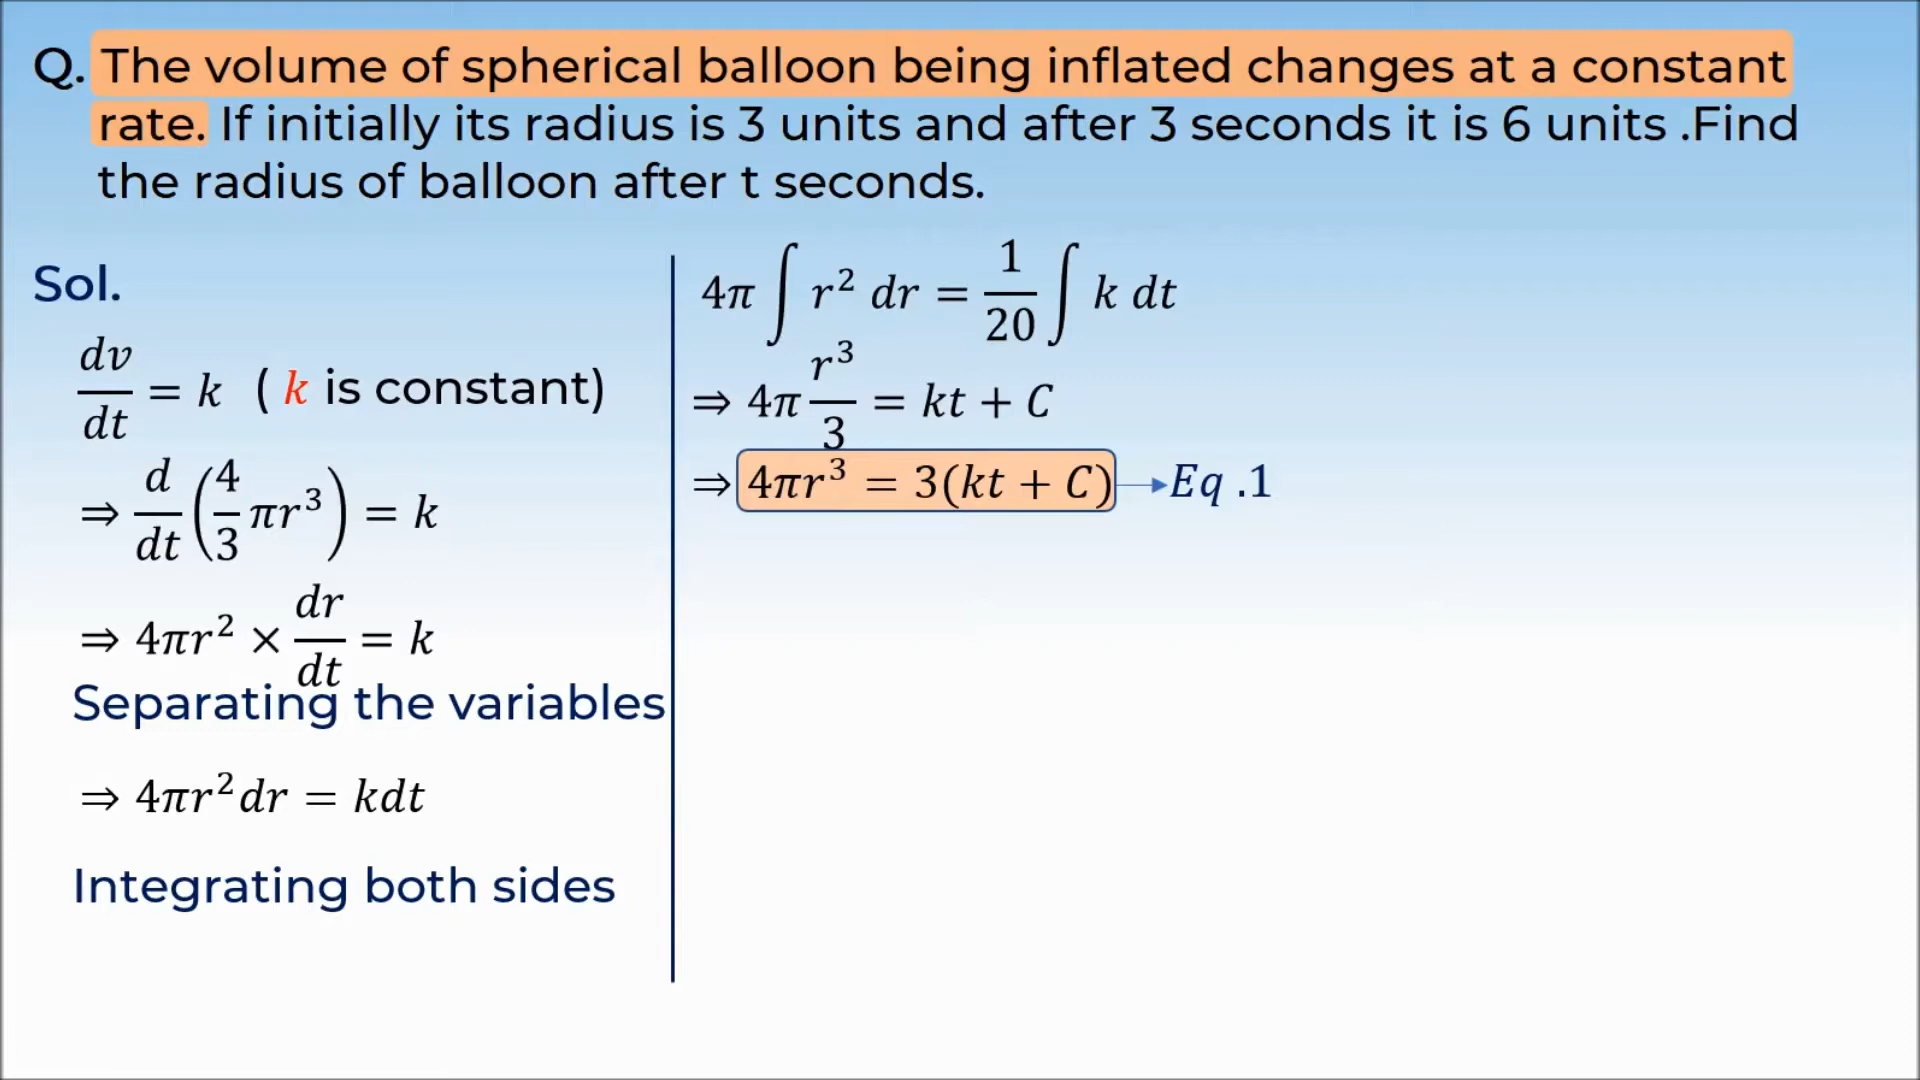 Q. The volume of spherical balloon being inflated changes at a constant
rate. If initially its radius is 3 units and after 3 seconds it is 6 units .Find
the radius of balloon after t seconds.
Sol.
dv/dt = k ( k is constant)
⇒ d/dt (4/3 πr³) = k
⇒ 4πr² × dr/dt = k
Separating the variables
⇒ 4πr²dr = kdt
Integrating both sides
4π ∫ r² dr = 1/20 ∫ k dt
⇒ 4π r³/3 = kt + C
⇒ 4πr³ = 3(kt + C) → Eq .1